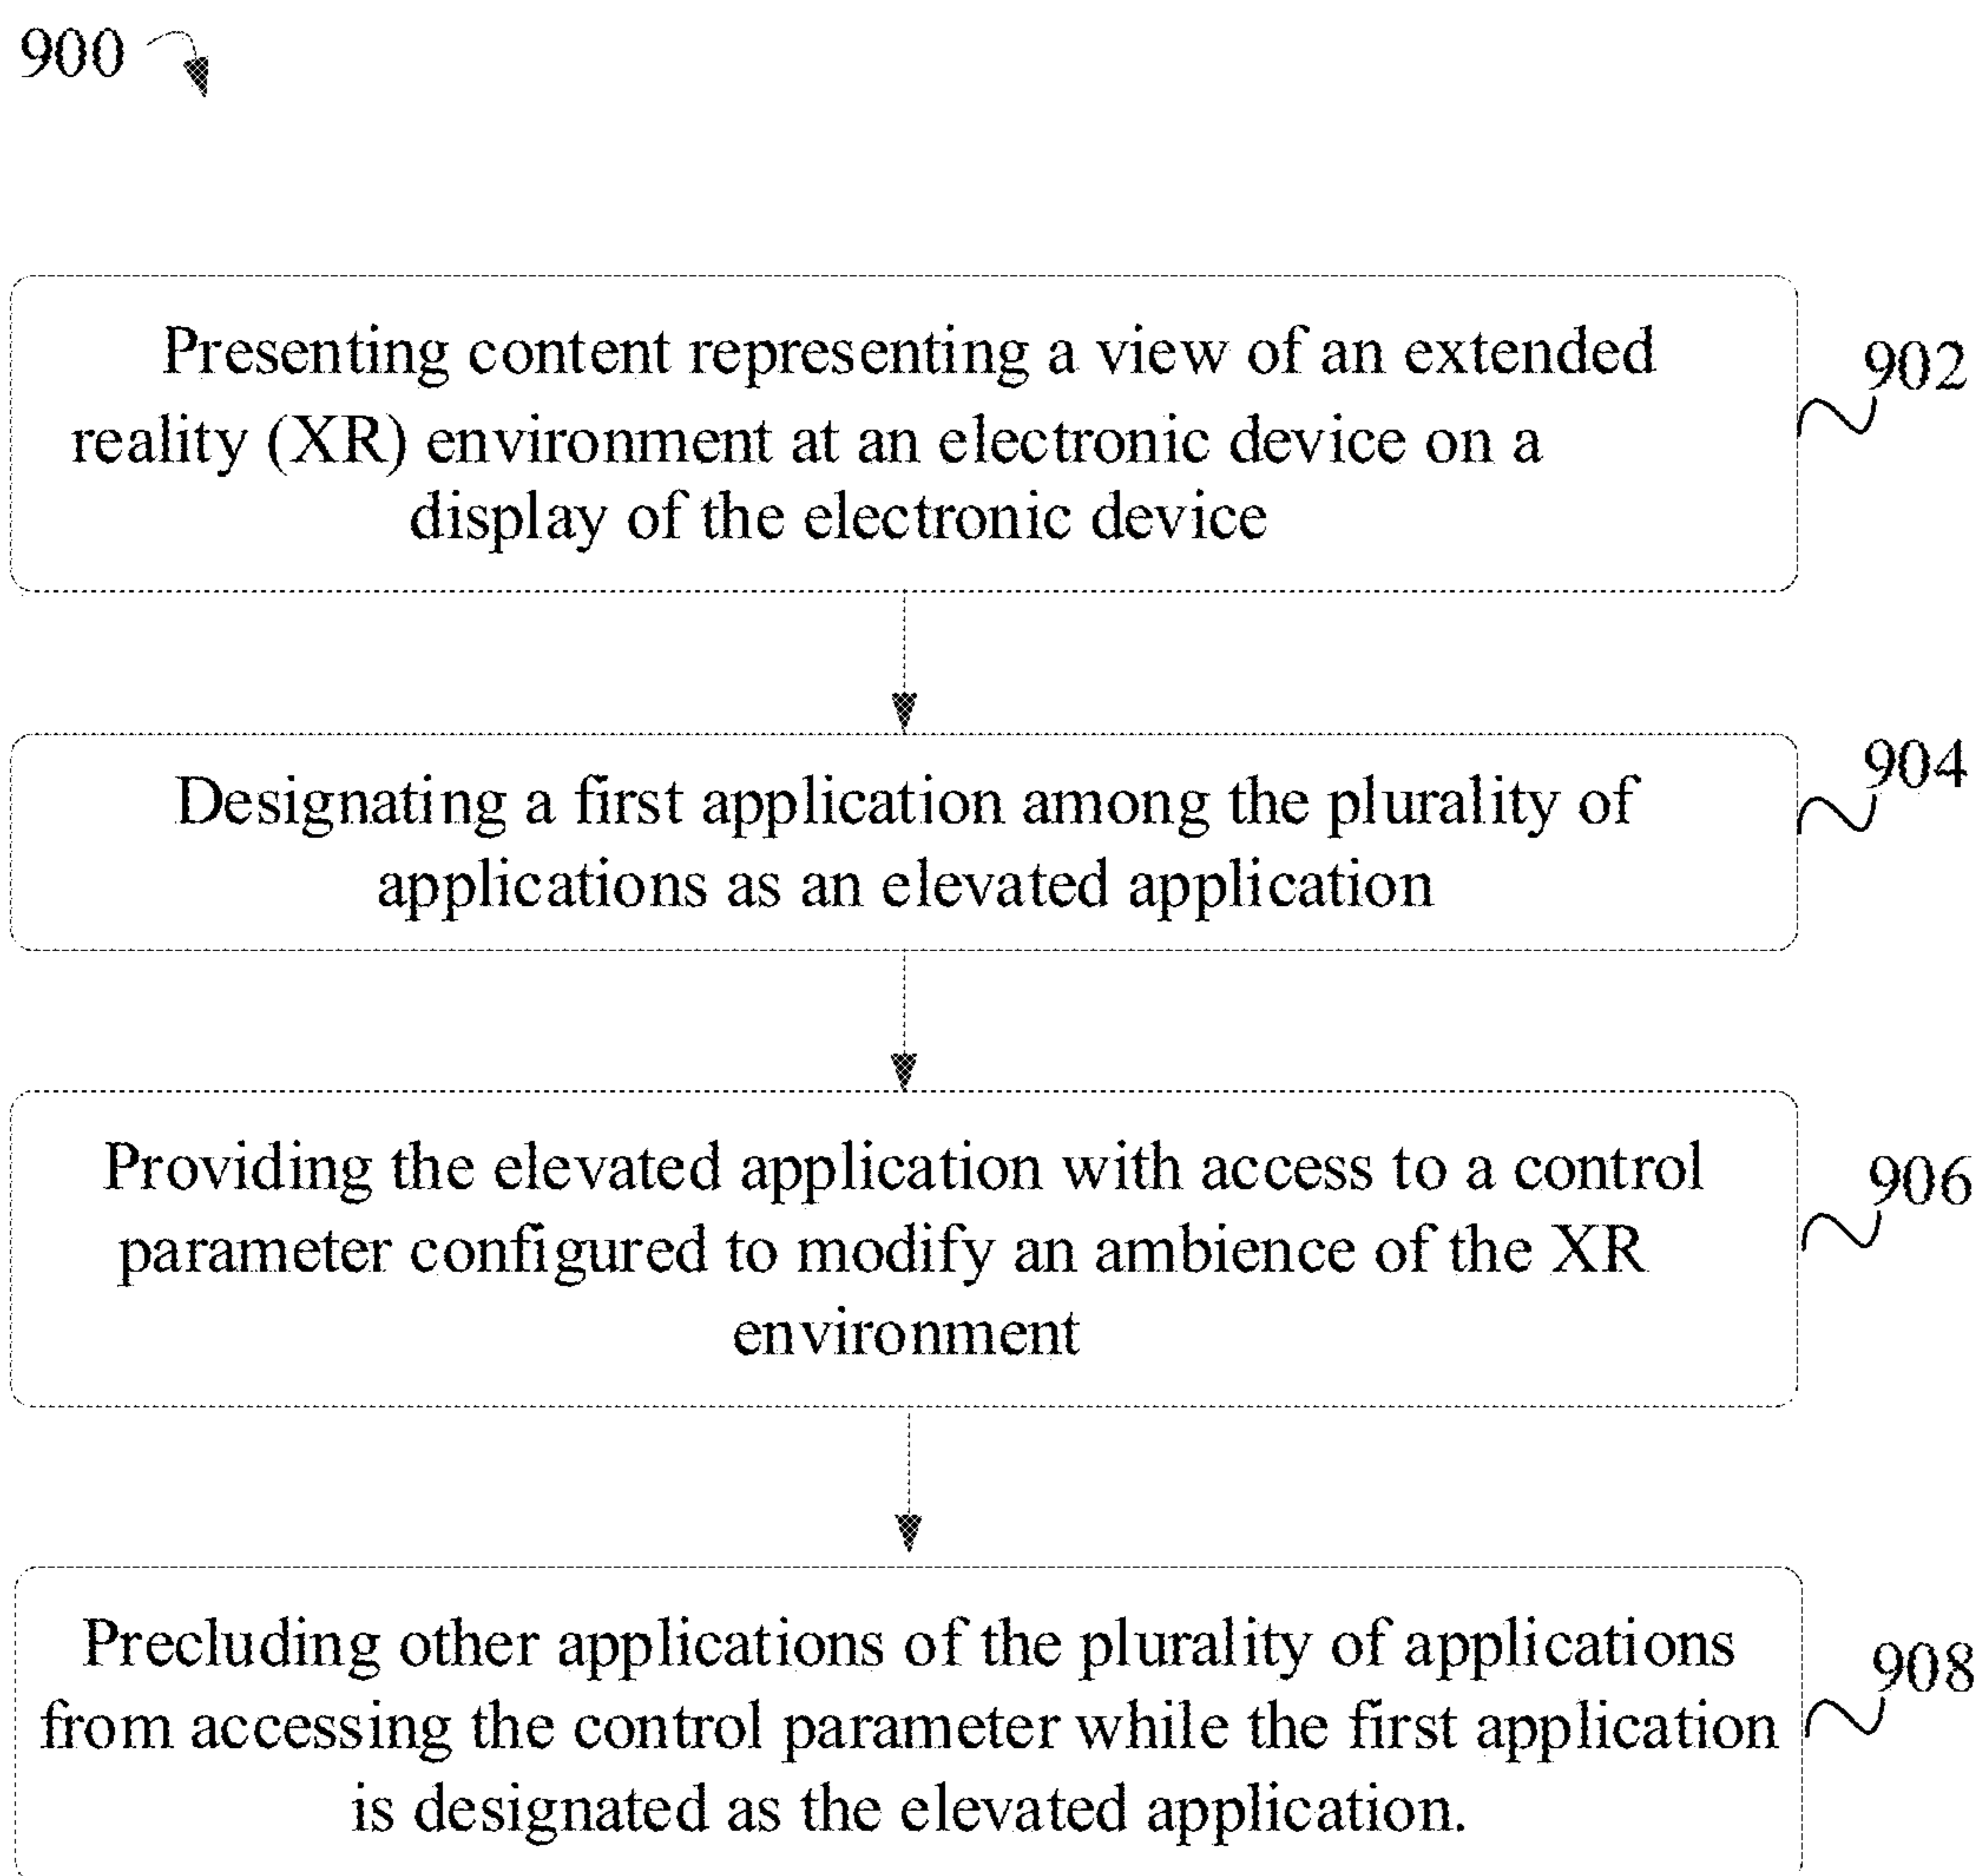 900
Presenting content representing a view of an extended
reality (XR) environment at an electronic device on a
display of the electronic device
902
Designating a first application among the plurality of
applications as an elevated application
904
Providing the elevated application with access to a control
parameter configured to modify an ambience of the XR
environment
906
Precluding other applications of the plurality of applications
from accessing the control parameter while the first application
is designated as the elevated application.
908